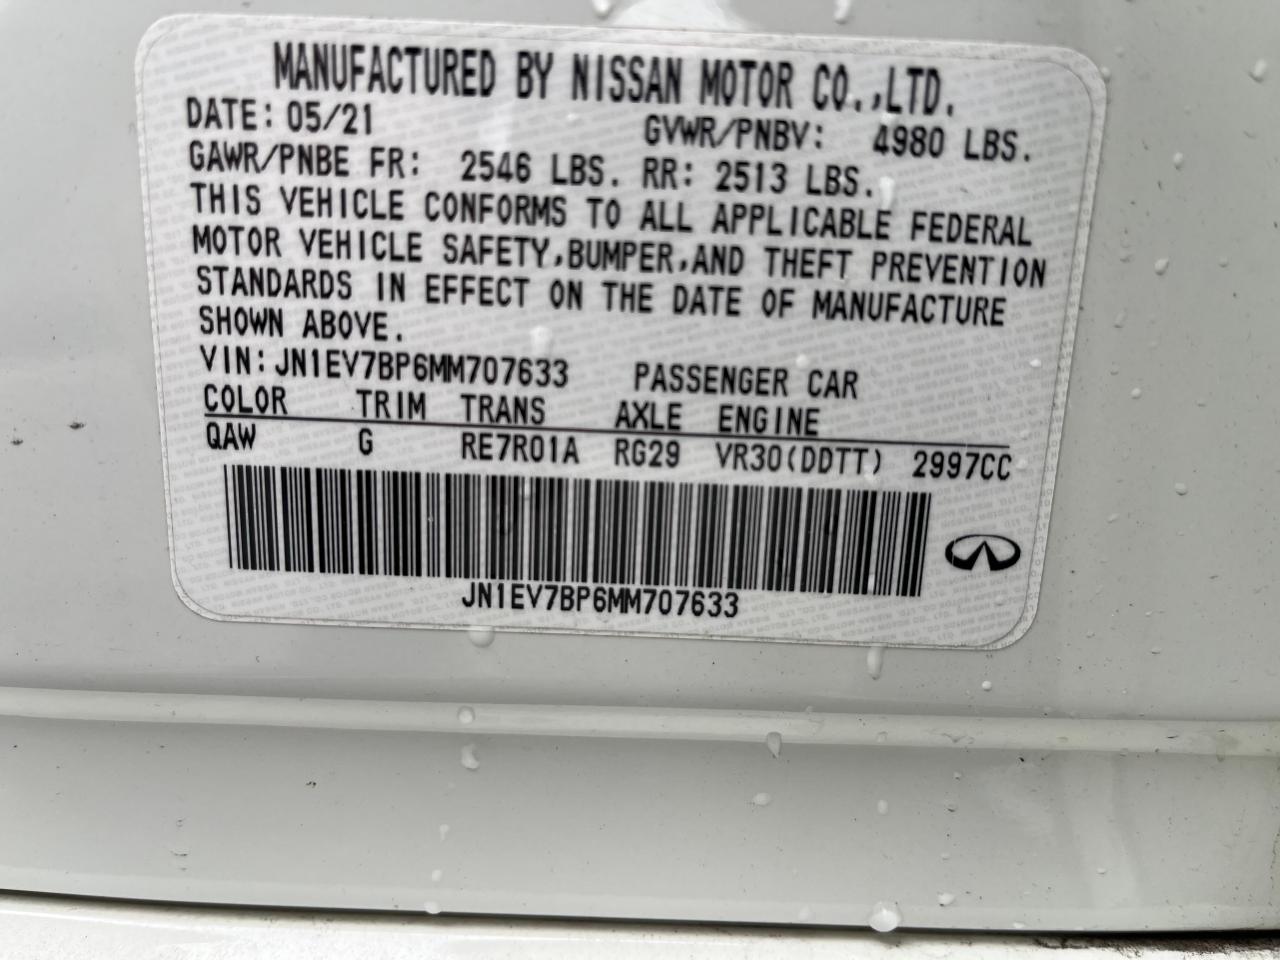 MANUFACTURED BY NISSAN MOTOR CO.,LTD.
DATE: 05/21 GVWR/PNBV: 4980 LBS.
GAWR/PNBE FR: 2546 LBS. RR: 2513 LBS.
THIS VEHICLE CONFORMS TO ALL APPLICABLE FEDERAL
MOTOR VEHICLE SAFETY,BUMPER,AND THEFT PREVENTION
STANDARDS IN EFFECT ON THE DATE OF MANUFACTURE
SHOWN ABOVE.
VIN:JN1EV7BP6MM707633 PASSENGER CAR
COLOR TRIM TRANS AXLE ENGINE
QAW G RE7R01A RG29 VR30(DDTT) 2997CC
JN1EV7BP6MM707633